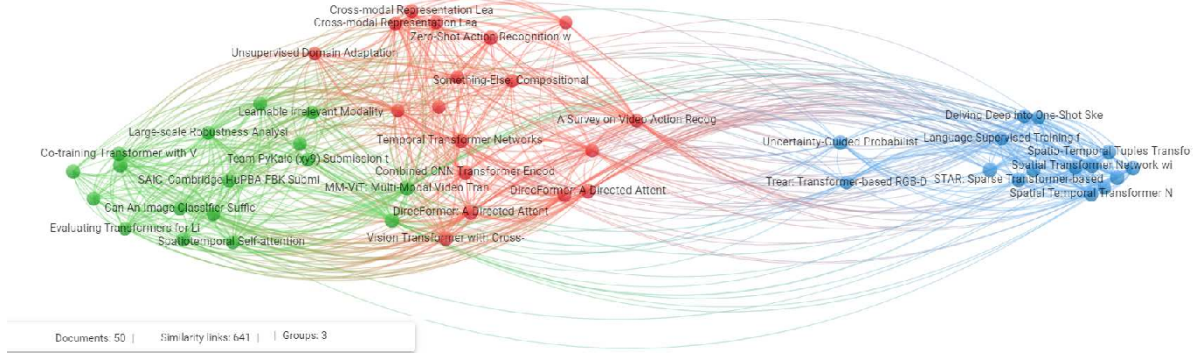 Cross-modal Representation Lea
Cross-modal Representation Lea
Zero-Shot Action Recognition w
Unsupervised Domain Adaptation
Something-Else: Compositional
Learnable Irrelevant Modality
A Survey on Video Action Recog
Delving Deep Into One-Shot Ske
Large-scale Robustness Analysi
Temporal Transformer Networks
Uncertainty-Guided Probabilist
Language Supervised Training f
Co-training Transformer with V
Team PyKale (xy9) Submission t
Spatio-Temporal Tuples Transfo
Combined CNN Transformer Encod
Spatial Transformer Network wi
SAIC_Cambridge-HuPBA-FBK Submi
MM-ViT: Multi-Modal Video Tran
DirecFormer: A Directed Attent
Trear: Transformer-based RGB-D
STAR: Sparse Transformer-based
Spatial Temporal Transformer N
Can An Image Classifier Suffic
DirecFormer: A Directed Attent
Evaluating Transformers for Li
Spatiotemporal Self-attention
Vision Transformer with Cross-
Documents: 50 | Similarity links: 641 | | Groups: 3